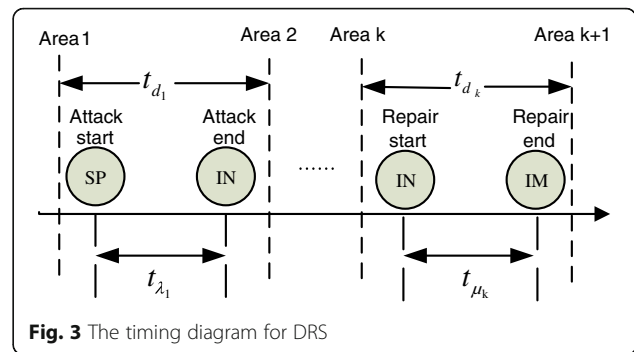 Area 1
Area 2
Area k
Area k+1
t_{d_1}
t_{d_k}
Attack
start
Attack
end
Repair
start
Repair
end
SP
IN
......
IN
IM
t_{λ_1}
t_{μ_k}
Fig. 3 The timing diagram for DRS